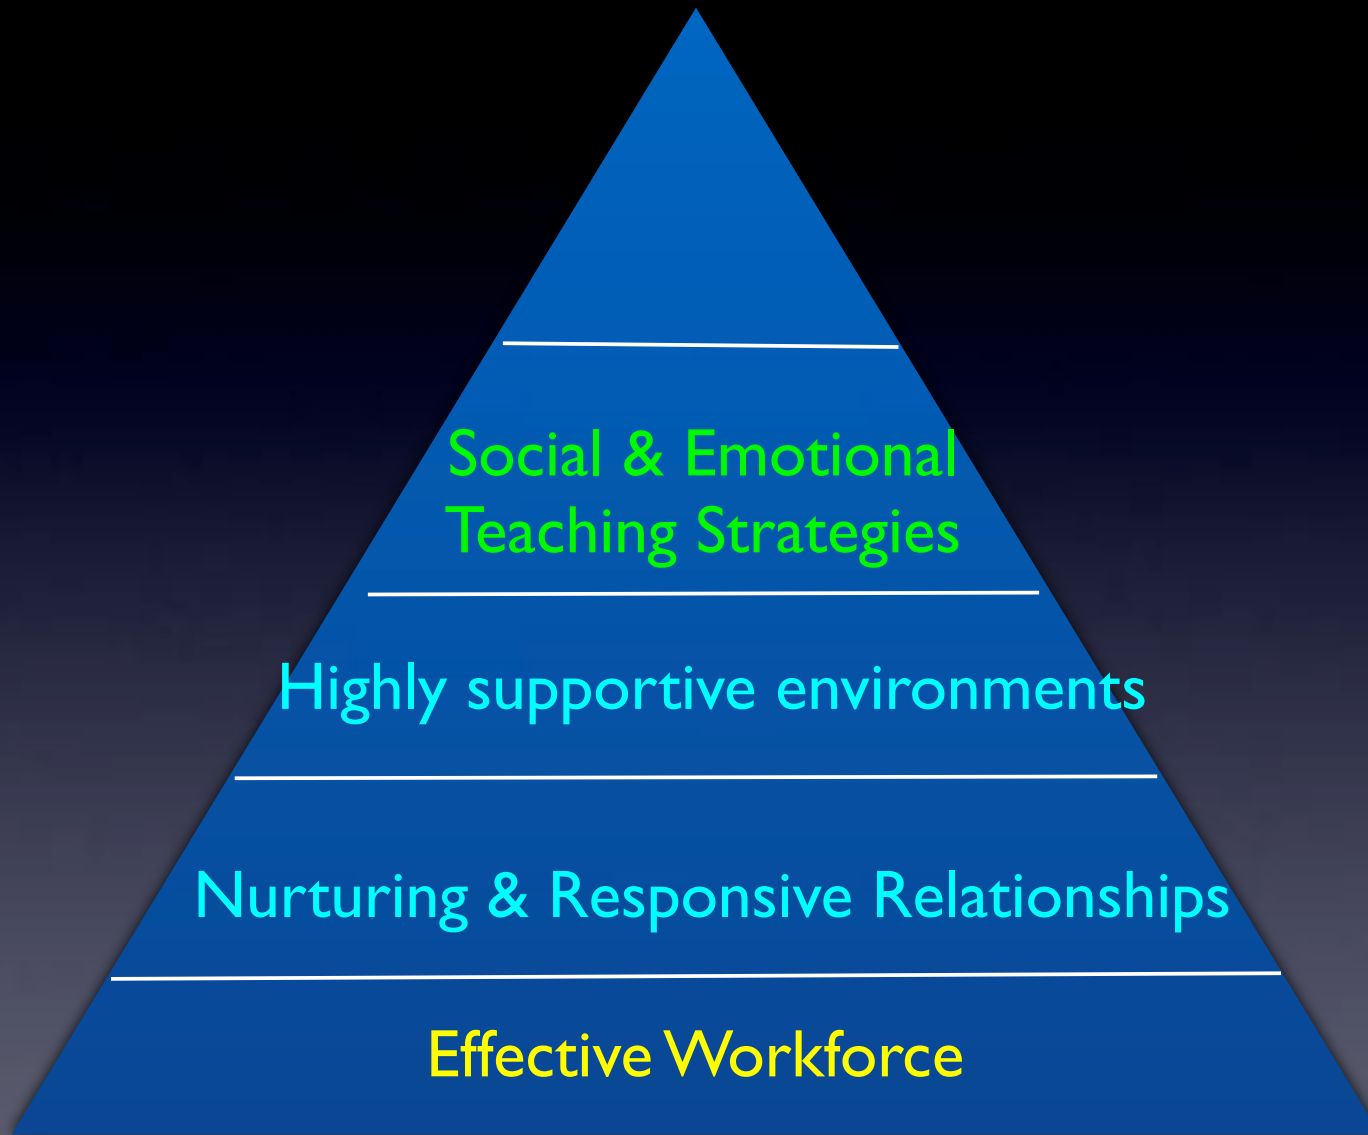 Social & Emotional
Teaching Strategies
Highly supportive environments
Nurturing & Responsive Relationships
Effective Workforce